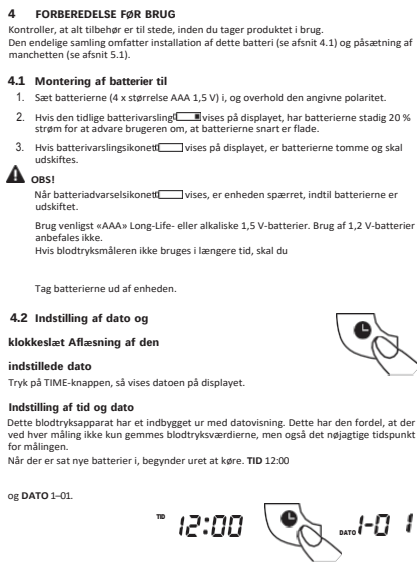 4 FORBEREDELSE FØR BRUG
Kontroller, at alt tilbehør er til stede, inden du tager produktet i brug.
Den endelige samling omfatter installation af dette batteri (se afsnit 4.1) og påsætning af
manchetten (se afsnit 5.1).
4.1 Montering af batterier til
1. Sæt batterierne (4 x størrelse AAA 1,5 V) i, og overhold den angivne polaritet.
2. Hvis den tidlige batterivarsling vises på displayet, har batterierne stadig 20 %
strøm for at advare brugeren om, at batterierne snart er flade.
3. Hvis batterivarslingsikonet vises på displayet, er batterierne tomme og skal
udskiftes.
OBS!
Når batteriadvarselsikonet vises, er enheden spærret, indtil batterierne er
udskiftet.
Brug venligst «AAA» Long-Life- eller alkaliske 1,5 V-batterier. Brug af 1,2 V-batterier
anbefales ikke.
Hvis blodtryksmåleren ikke bruges i længere tid, skal du
Tag batterierne ud af enheden.
4.2 Indstilling af dato og
klokkeslæt Aflæsning af den
indstillede dato
Tryk på TIME-knappen, så vises datoen på displayet.
Indstilling af tid og dato
Dette blodtryksapparat har et indbygget ur med datovisning. Dette har den fordel, at der
ved hver måling ikke kun gemmes blodtryksværdierne, men også det nøjagtige tidspunkt
for målingen.
Når der er sat nye batterier i, begynder uret at køre. TID 12:00
og DATO 1–01.
TID 12:00 DATO 1-01